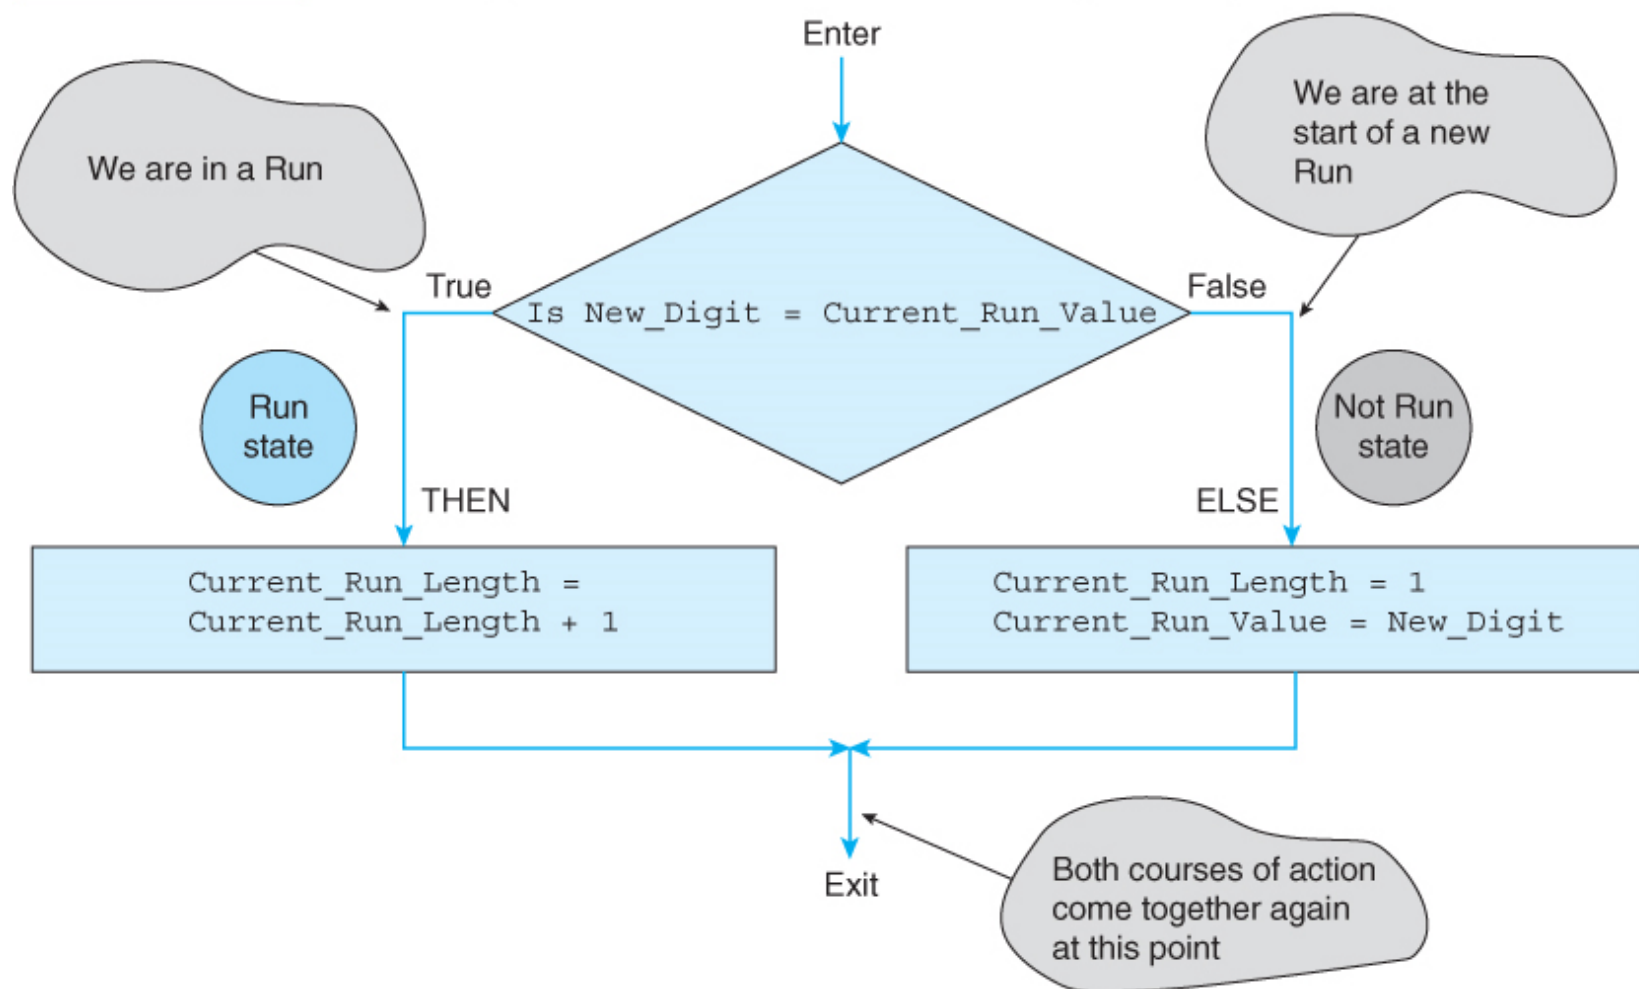 Enter
We are in a Run
We are at the
start of a new
Run
True
False
Is New_Digit = Current_Run_Value
Run
state
Not Run
state
THEN
ELSE
Current_Run_Length =
Current_Run_Length + 1
Current_Run_Length = 1
Current_Run_Value = New_Digit
Exit
Both courses of action
come together again
at this point